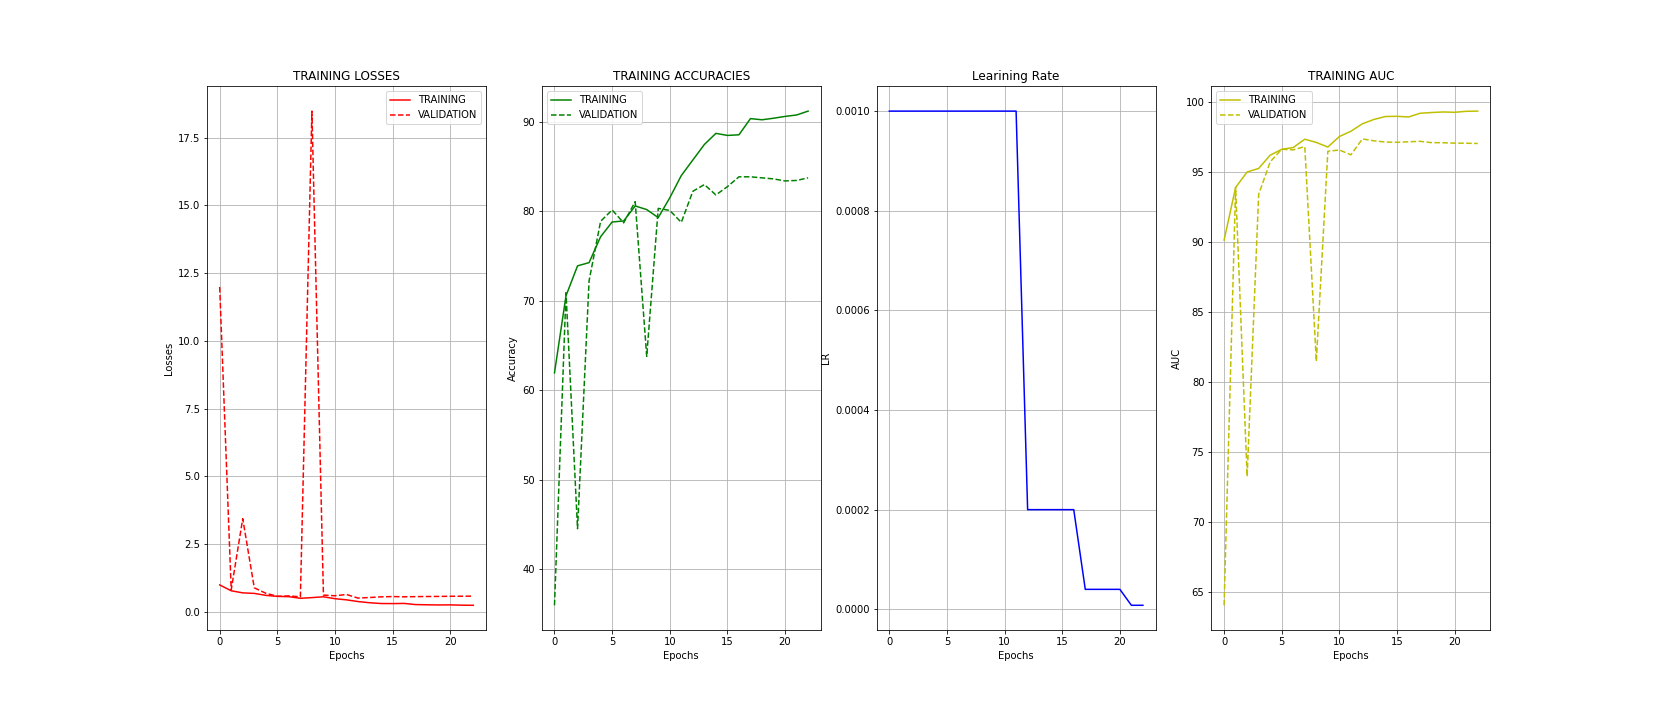 TRAINING LOSSES
TRAINING
VALIDATION
17.5
15.0
12.5
10.0
7.5
5.0
2.5
0.0
Losses
0 5 10 15 20
Epochs
TRAINING ACCURACIES
TRAINING
VALIDATION
90
80
70
60
50
40
Accuracy
0 5 10 15 20
Epochs
Learining Rate
0.0010
0.0008
0.0006
0.0004
0.0002
0.0000
LR
0 5 10 15 20
Epochs
TRAINING AUC
TRAINING
VALIDATION
100
95
90
85
80
75
70
65
AUC
0 5 10 15 20
Epochs